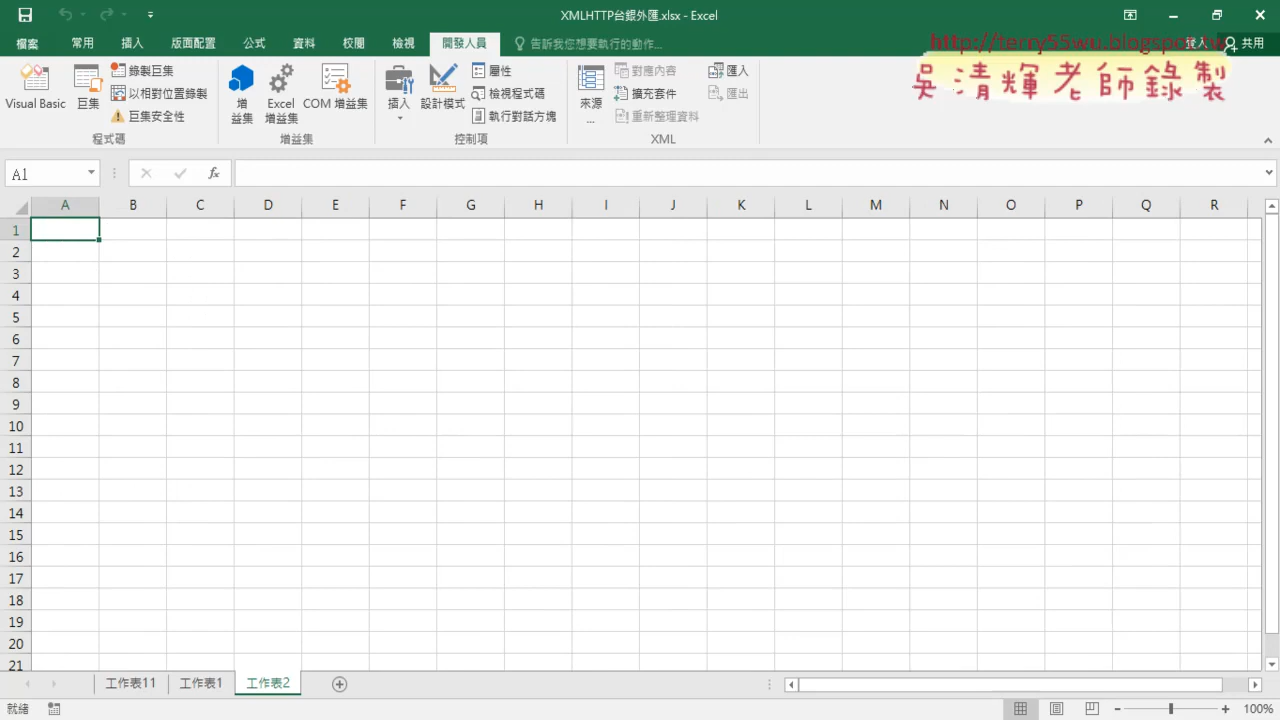 XMLHTTP台銀外匯.xlsx - Excel
檔案 常用 插入 版面配置 公式 資料 校閱 檢視 開發人員 告訴我您想要執行的動作... 登入 共用
http://terry55wu.blogspot.tw
吳清輝老師錄製
Visual Basic 巨集 錄製巨集 以相對位置錄製 巨集安全性
增益集 Excel 增益集 COM 增益集
插入 設計模式 屬性 檢視程式碼 執行對話方塊
來源... 對應內容 擴充套件 重新整理資料 匯入 匯出
程式碼 增益集 控制項 XML
A1 fx
A B C D E F G H I J K L M N O P Q R
1
2
3
4
5
6
7
8
9
10
11
12
13
14
15
16
17
18
19
20
21
工作表11 工作表1 工作表2
就緒 100%